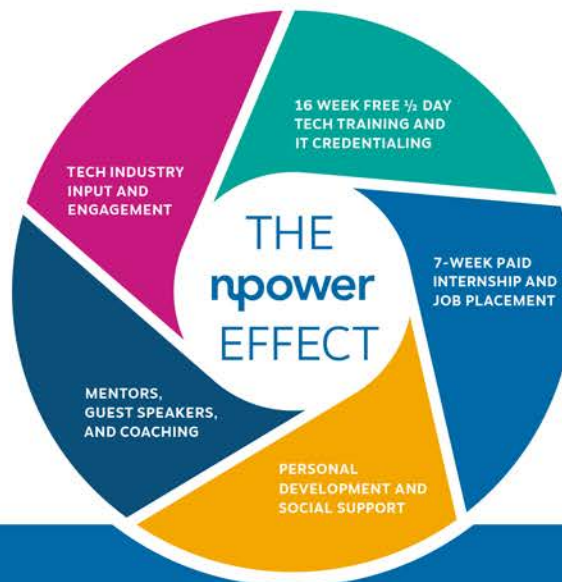 16 WEEK FREE ½ DAY
TECH TRAINING AND
IT CREDENTIALING
TECH INDUSTRY
INPUT AND
ENGAGEMENT
THE
npower
EFFECT
7-WEEK PAID
INTERNSHIP AND
JOB PLACEMENT
MENTORS,
GUEST SPEAKERS,
AND COACHING
PERSONAL
DEVELOPMENT AND
SOCIAL SUPPORT